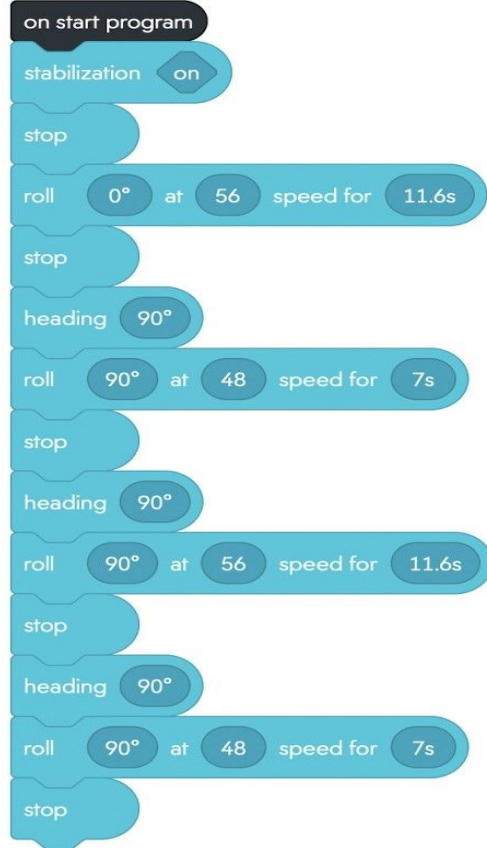 on start program
stabilization on
stop
roll 0° at 56 speed for 11.6s
stop
heading 90°
roll 90° at 48 speed for 7s
stop
heading 90°
roll 90° at 56 speed for 11.6s
stop
heading 90°
roll 90° at 48 speed for 7s
stop